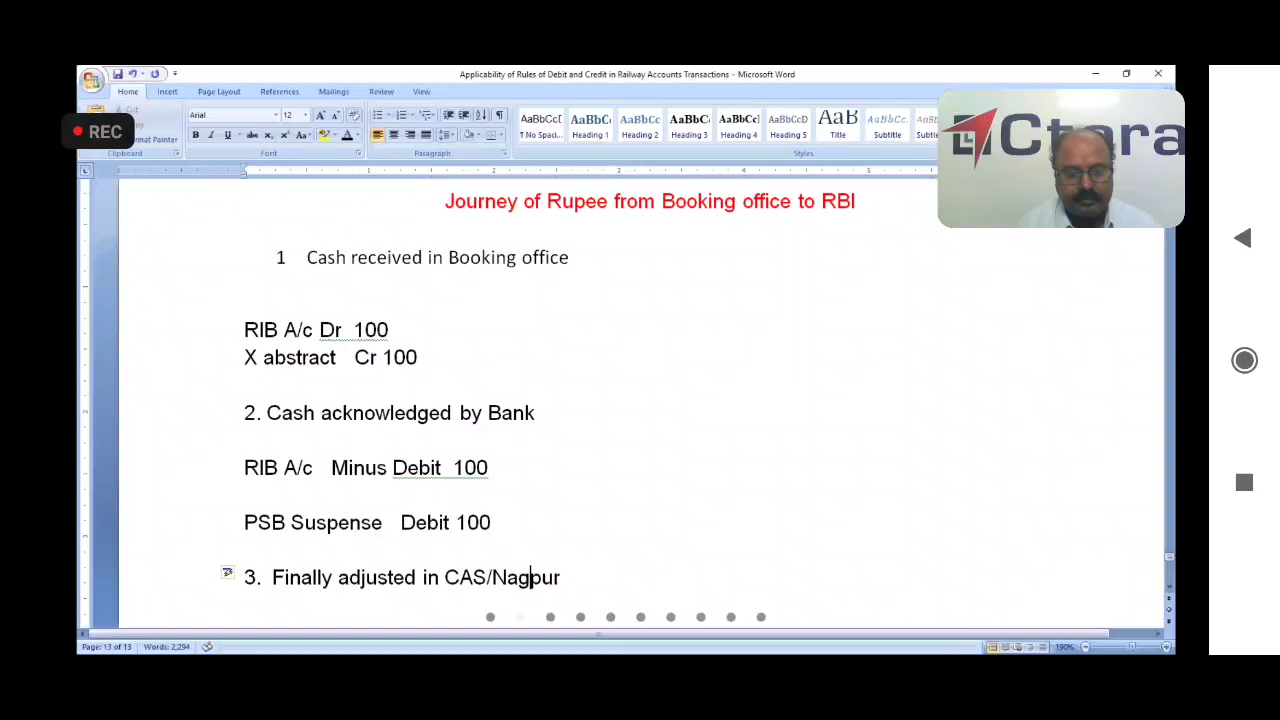 Applicability of Rules of Debit and Credit in Railway Accounts Transactions - Microsoft Word
Home Insert Page Layout References Mailings Review View
REC
Cut
Format Painter
Clipboard
Arial 12
Font
Paragraph
AaBbCcI AaBbC AaBbCc AaBbCc AaBbCc AaBbCcD AaB AaBbCc.
¶ No Spaci... Heading 1 Heading 2 Heading 3 Heading 4 Heading 5 Title Subtitle
Styles
Ctara
Journey of Rupee from Booking office to RBI
1 Cash received in Booking office
RIB A/c Dr 100
X abstract Cr 100
2. Cash acknowledged by Bank
RIB A/c Minus Debit 100
PSB Suspense Debit 100
3. Finally adjusted in CAS/Nagpur
Page: 13 of 13 Words: 2,294 190%